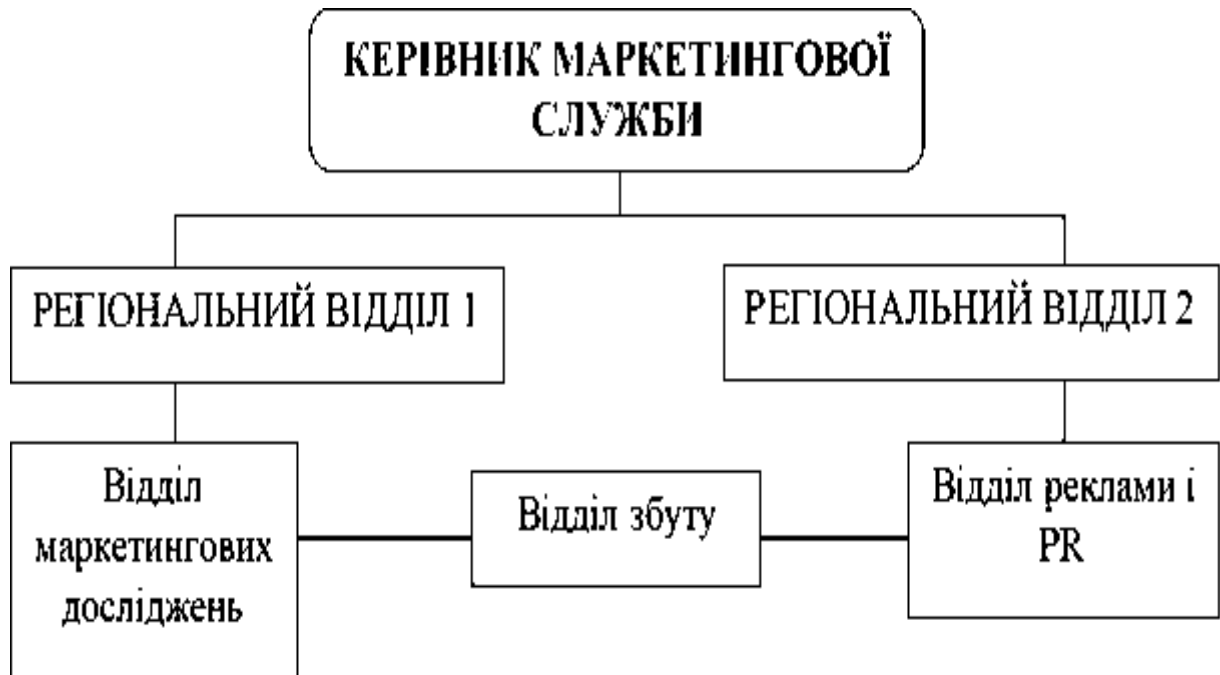 КЕРІВНИК МАРКЕТИНГОВОЇ
СЛУЖБИ
РЕГІОНАЛЬНИЙ ВІДДІЛ 1
РЕГІОНАЛЬНИЙ ВІДДІЛ 2
Відділ
маркетингових
досліджень
Відділ збуту
Відділ реклами і
PR